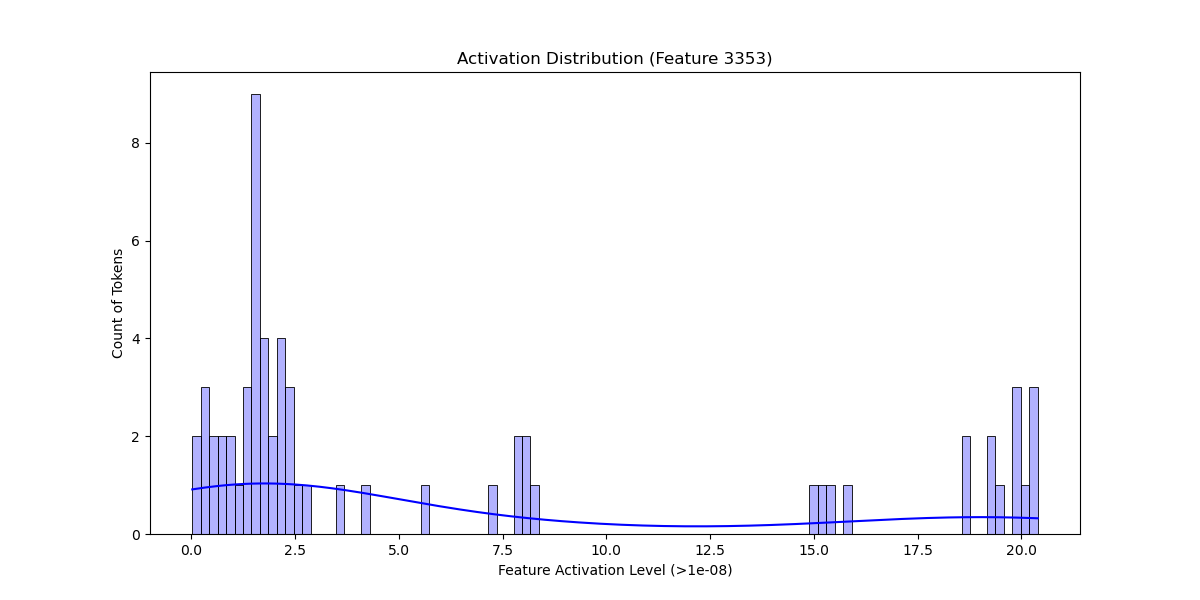 Activation Distribution (Feature 3353)
Count of Tokens
8
6
4
2
0
0.0 2.5 5.0 7.5 10.0 12.5 15.0 17.5 20.0
Feature Activation Level (>1e-08)